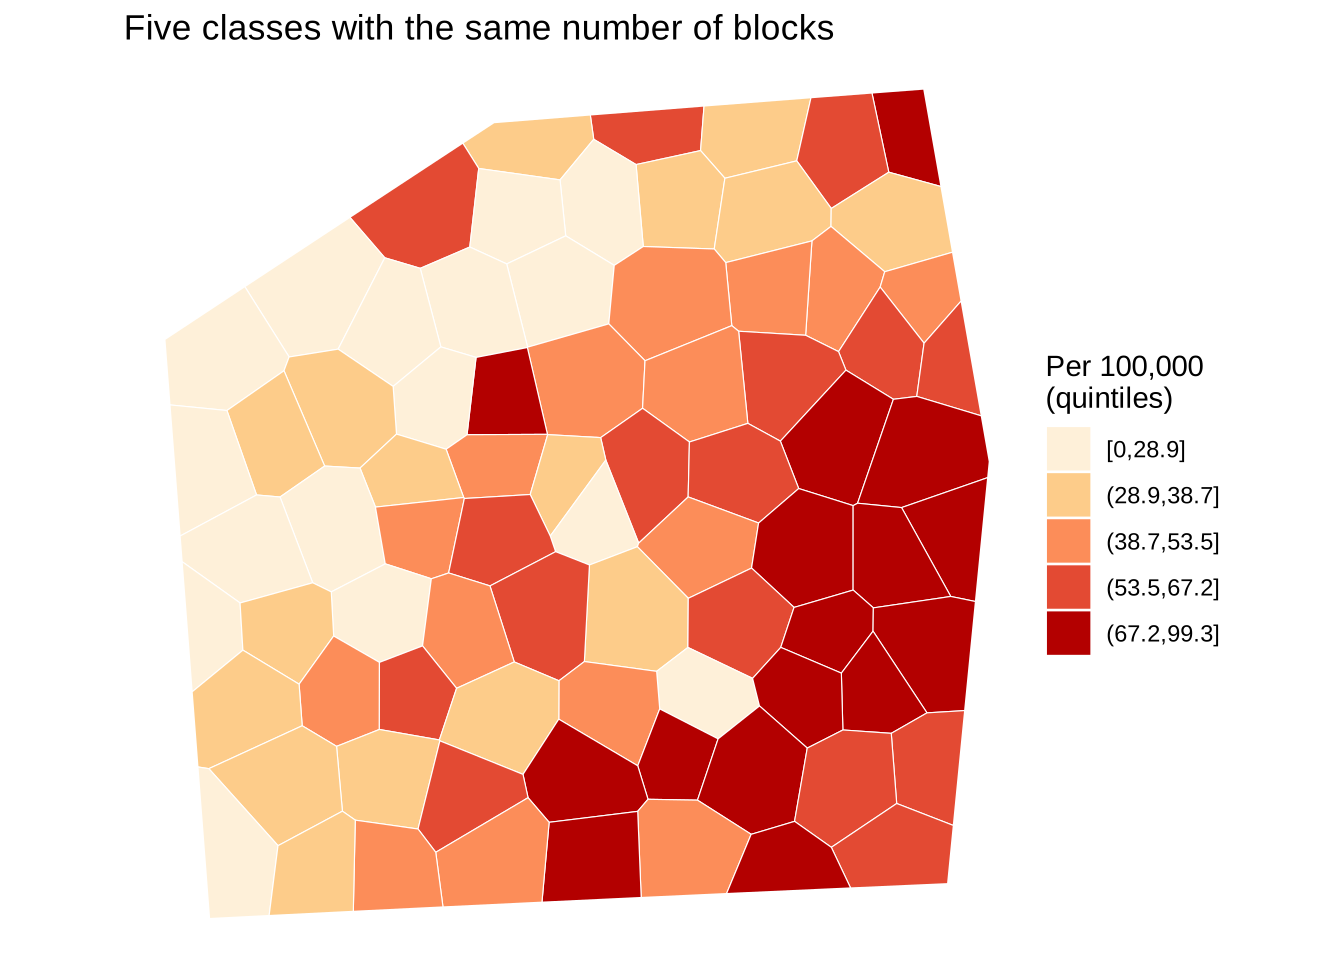 Five classes with the same number of blocks
Per 100,000
(quintiles)
[0,28.9]
(28.9,38.7]
(38.7,53.5]
(53.5,67.2]
(67.2,99.3]